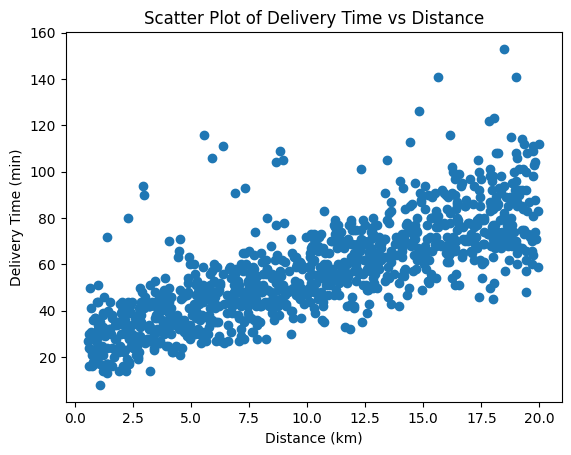 Scatter Plot of Delivery Time vs Distance
160
140
120
100
80
60
40
20
Delivery Time (min)
0.0 2.5 5.0 7.5 10.0 12.5 15.0 17.5 20.0
Distance (km)